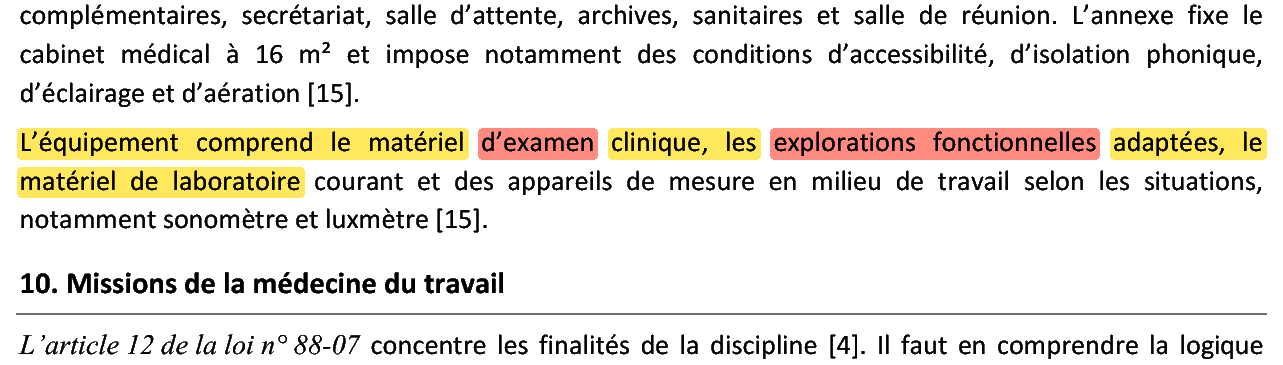 complémentaires, secrétariat, salle d’attente, archives, sanitaires et salle de réunion. L’annexe fixe le
cabinet médical à 16 m² et impose notamment des conditions d’accessibilité, d’isolation phonique,
d’éclairage et d’aération [15].
L’équipement comprend le matériel d’examen clinique, les explorations fonctionnelles adaptées, le
matériel de laboratoire courant et des appareils de mesure en milieu de travail selon les situations,
notamment sonomètre et luxmètre [15].
10. Missions de la médecine du travail
L’article 12 de la loi n° 88-07 concentre les finalités de la discipline [4]. Il faut en comprendre la logique